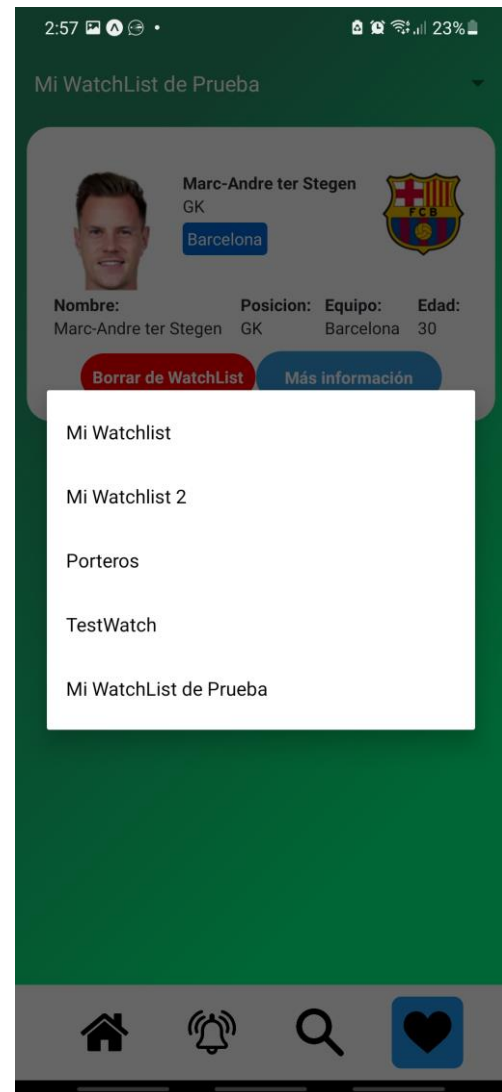 2:57
23%
Mi WatchList de Prueba
Marc-Andre ter Stegen
GK
Barcelona
FCB
Nombre: Posicion: Equipo: Edad:
Marc-Andre ter Stegen GK Barcelona 30
Borrar de WatchList Más información
Mi Watchlist
Mi Watchlist 2
Porteros
TestWatch
Mi WatchList de Prueba